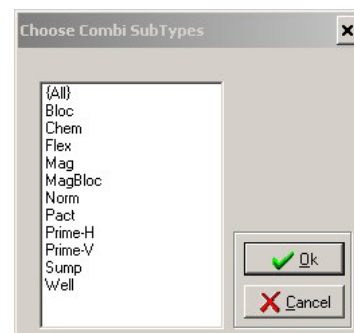 Choose Combi SubTypes
{All}
Bloc
Chem
Flex
Mag
MagBloc
Norm
Pact
Prime-H
Prime-V
Sump
Well
Ok
Cancel